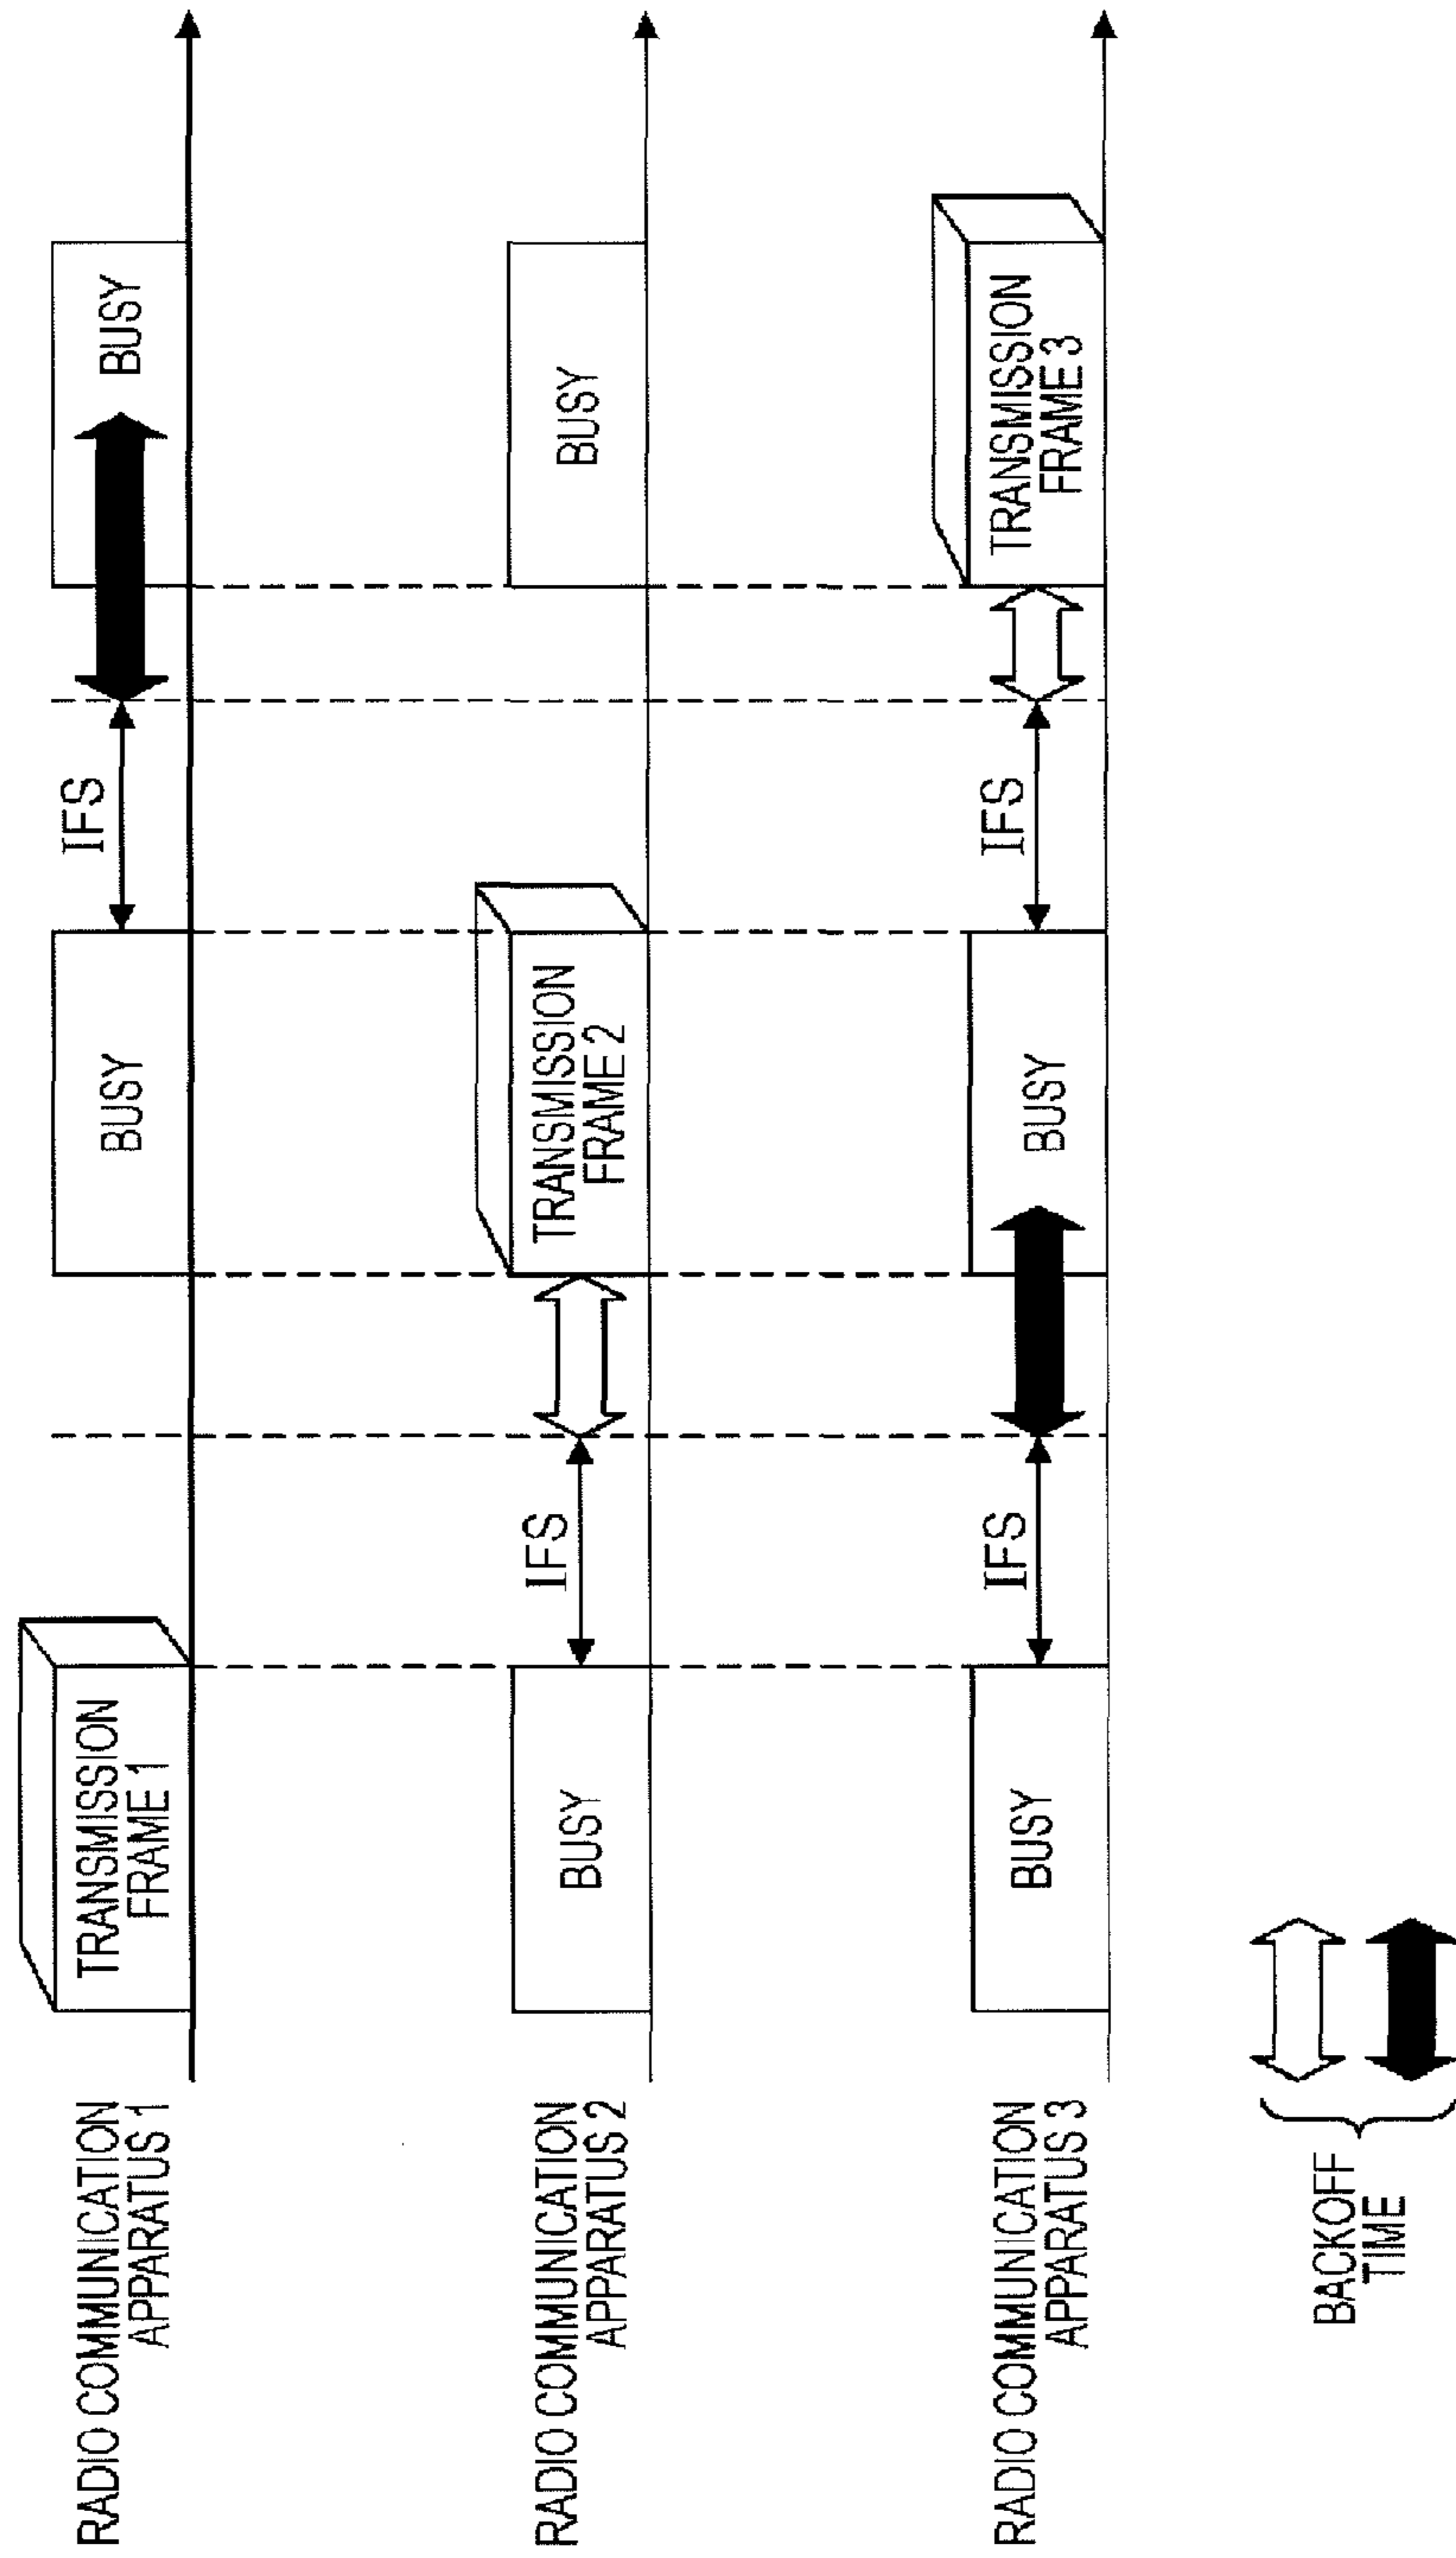 RADIO COMMUNICATION
APPARATUS 1
TRANSMISSION
FRAME 1
BUSY
IFS
BUSY
RADIO COMMUNICATION
APPARATUS 2
BUSY
IFS
TRANSMISSION
FRAME 2
BUSY
RADIO COMMUNICATION
APPARATUS 3
BUSY
IFS
BUSY
IFS
TRANSMISSION
FRAME 3
BACKOFF
TIME